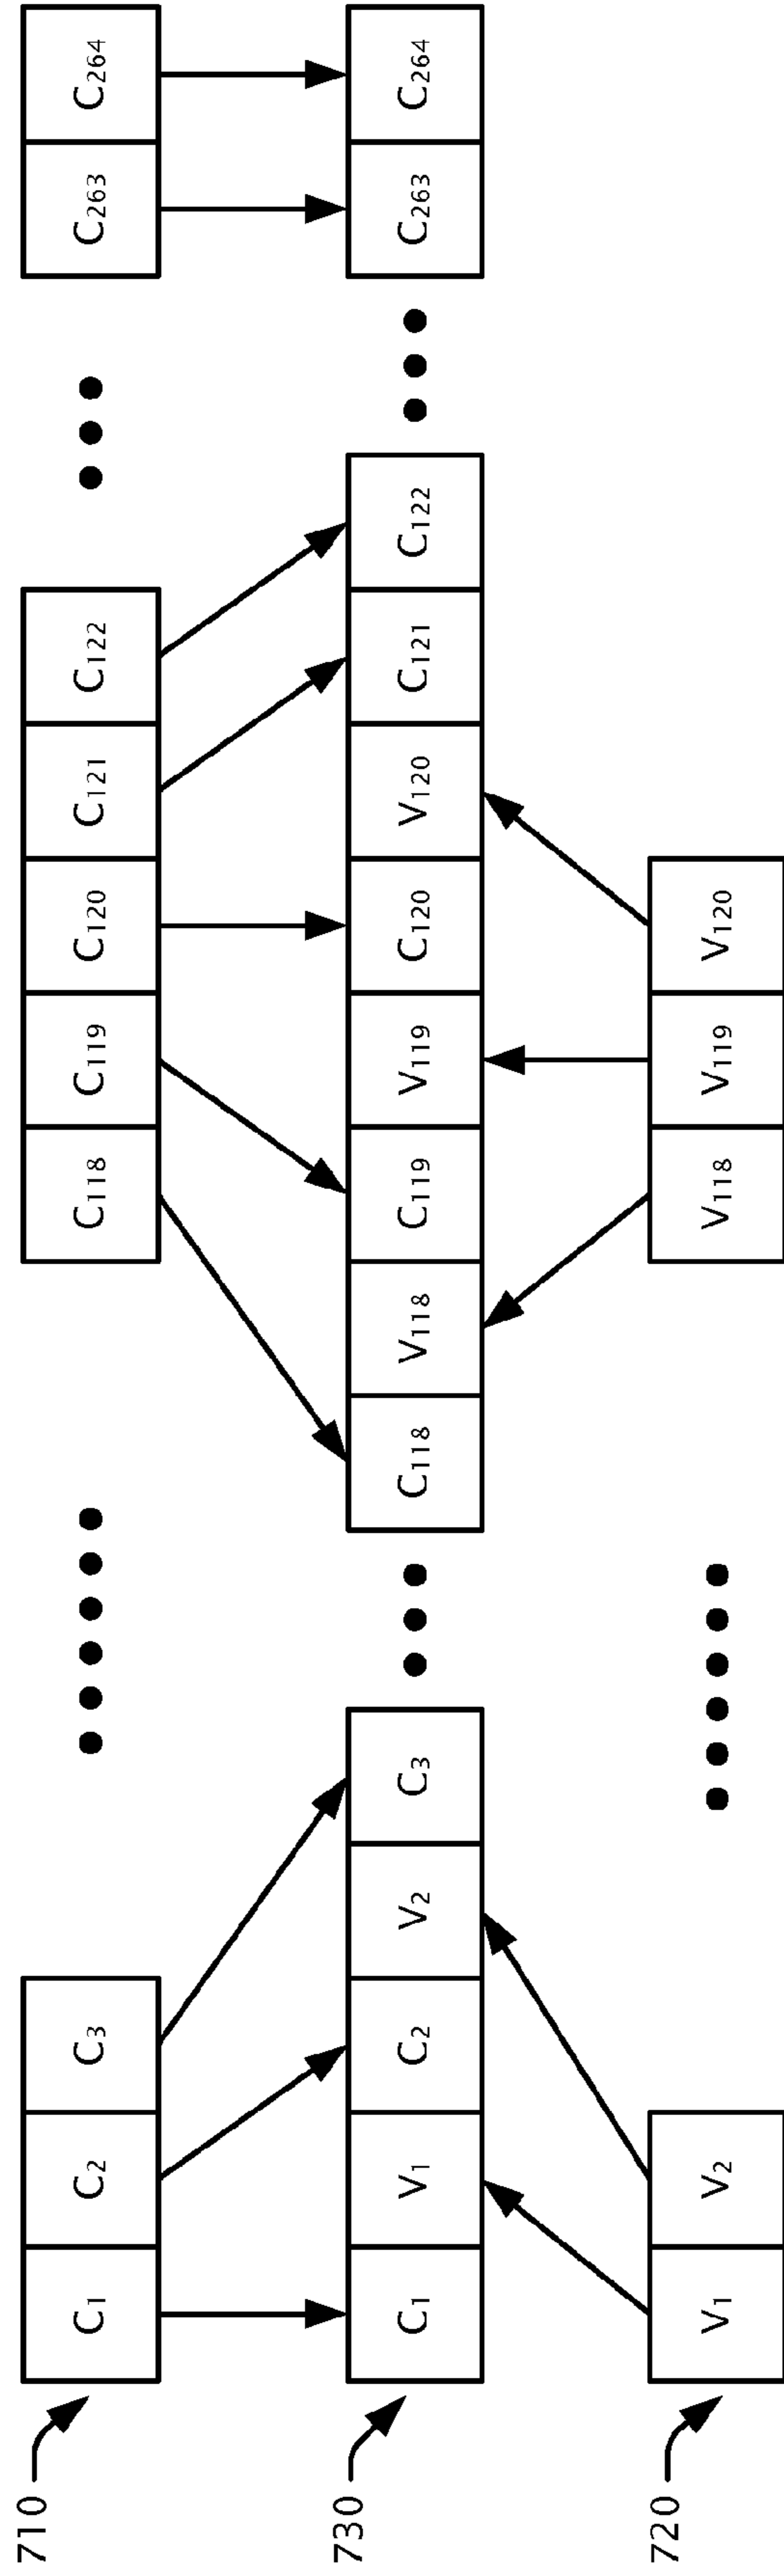 710 C₁ C₂ C₃ C₁₁₈ C₁₁₉ C₁₂₀ C₁₂₁ C₁₂₂ C₂₆₃ C₂₆₄
730 C₁ V₁ C₂ V₂ C₃ C₁₁₈ V₁₁₈ C₁₁₉ V₁₁₉ C₁₂₀ V₁₂₀ C₁₂₁ C₁₂₂ C₂₆₃ C₂₆₄
720 V₁ V₂ V₁₁₈ V₁₁₉ V₁₂₀